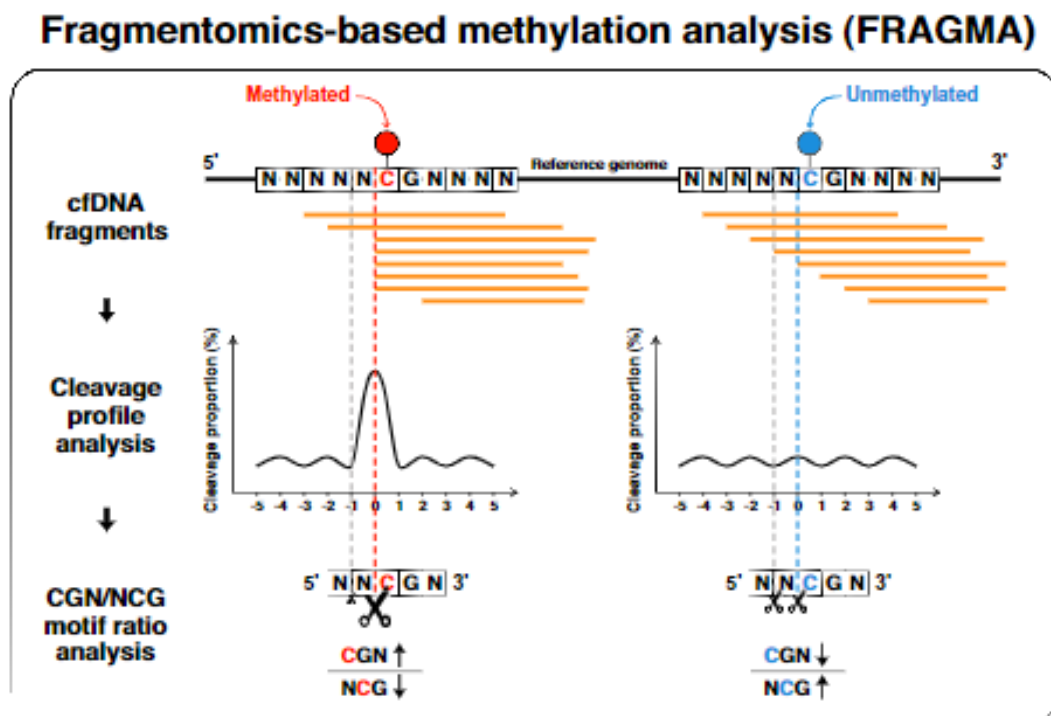 Fragmentomics-based methylation analysis (FRAGMA)
Methylated
Unmethylated
5'
N N N N N C G N N N N
Reference genome
N N N N N C G N N N N
3'
cfDNA
fragments
Cleavage
profile
analysis
Cleavage proportion (%)
-5 -4 -3 -2 -1 0 1 2 3 4 5
Cleavage proportion (%)
-5 -4 -3 -2 -1 0 1 2 3 4 5
CGN/NCG
motif ratio
analysis
5' N N C G N 3'
CGN ↑
NCG ↓
5' N N C G N 3'
CGN ↓
NCG ↑